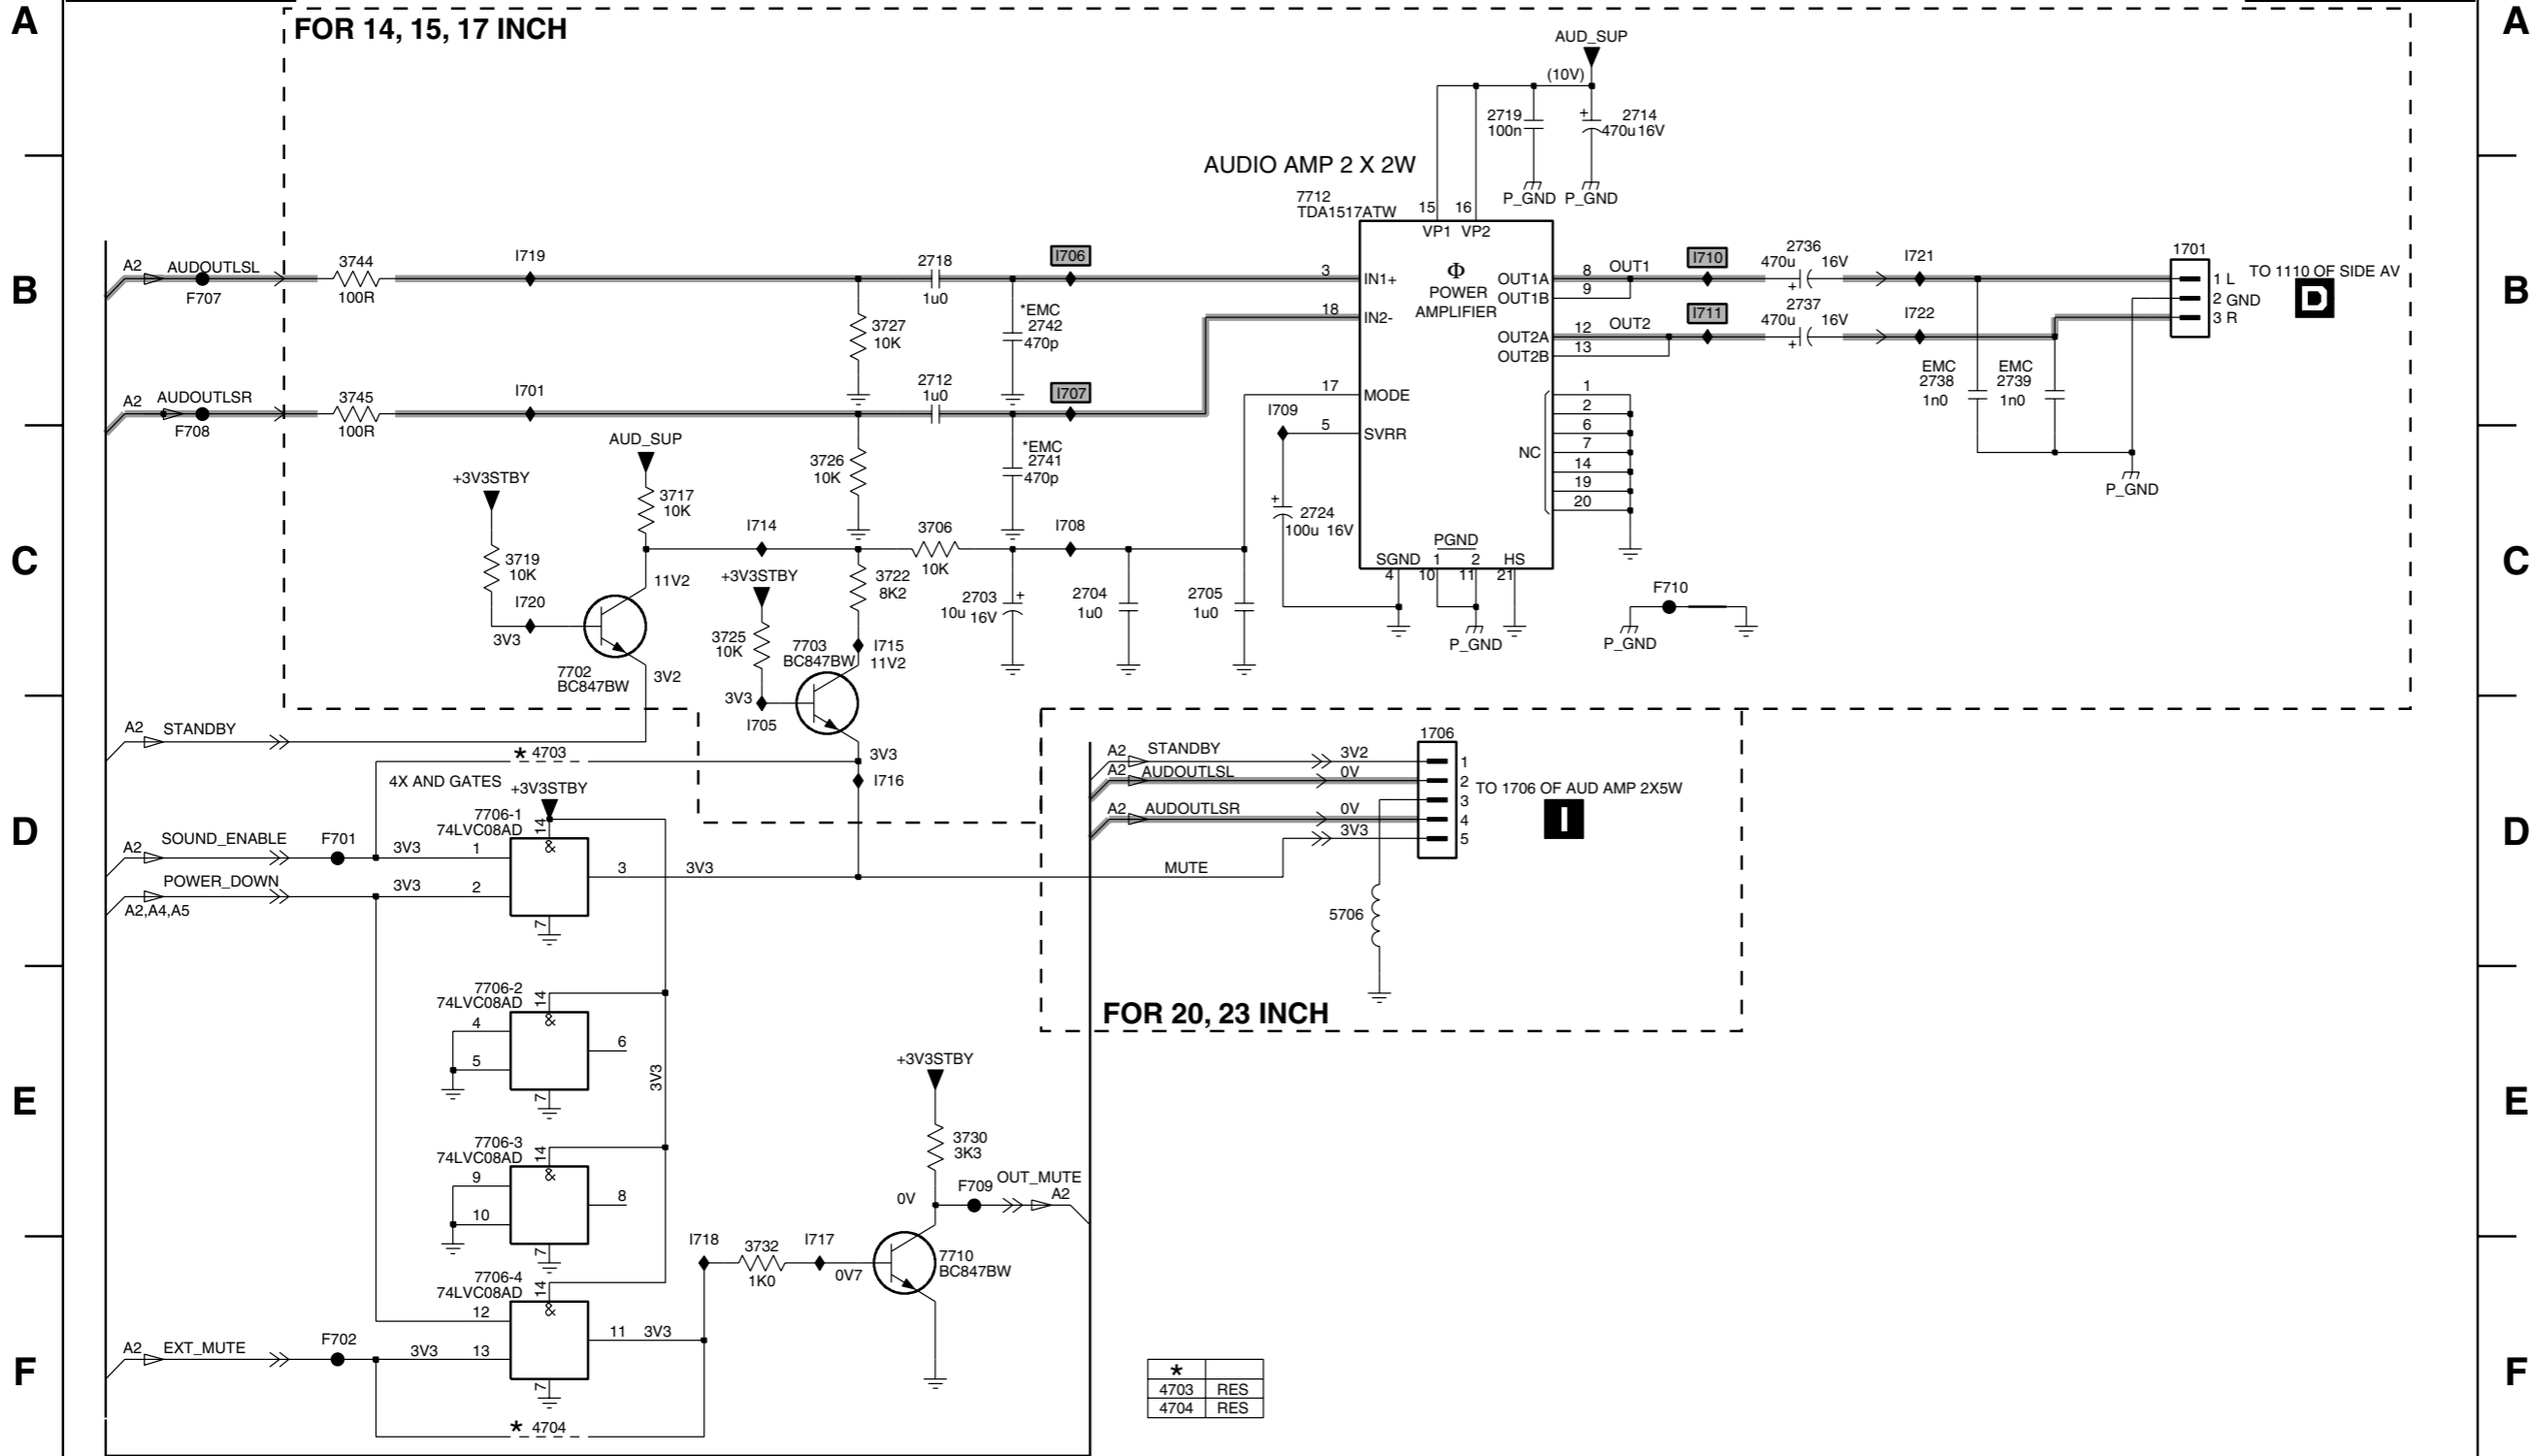 A
A
FOR 14, 15, 17 INCH
AUD_SUP
(10V)
2719
100n
+
2714
470u 16V
P_GND
P_GND
AUDIO AMP 2 X 2W
7712
TDA1517ATW
15
16
VP1
VP2
B
B
A2
AUDOUTLSL
F707
3744
100R
I719
2718
1u0
I706
3
IN1+
18
IN2-
Φ
POWER
AMPLIFIER
OUT1A
OUT1B
8
9
OUT1
I710
2736
470u
16V
+
I721
OUT2A
OUT2B
12
13
OUT2
I711
2737
470u
16V
+
I722
1701
1 L
2 GND
3 R
TO 1110 OF SIDE AV
D
3727
10K
*EMC
2742
470p
A2
AUDOUTLSR
F708
3745
100R
I701
2712
1u0
I707
17
MODE
I709
5
SVRR
NC
1
2
6
7
14
19
20
EMC
2738
1n0
EMC
2739
1n0
P_GND
C
C
AUD_SUP
+3V3STBY
3717
10K
3726
10K
*EMC
2741
470p
+
2724
100u 16V
3719
10K
I714
3706
10K
I708
11V2
+3V3STBY
3722
8K2
I720
3V3
7702
BC847BW
3V2
3725
10K
7703
BC847BW
I715
11V2
3V3
I705
2703
10u 16V
+
2704
1u0
2705
1u0
SGND
PGND
1
2
HS
4
10
11
21
P_GND
F710
P_GND
D
D
A2
STANDBY
* 4703
3V3
I716
4X AND GATES
+3V3STBY
7706-1
74LVC08AD
14
&
A2
SOUND_ENABLE
F701
3V3
1
POWER_DOWN
A2,A4,A5
3V3
2
3
3V3
7
A2
STANDBY
3V2
A2
AUDOUTLSL
0V
A2
AUDOUTLSR
0V
3V3
MUTE
1706
1
2
3
4
5
TO 1706 OF AUD AMP 2X5W
I
5706
FOR 20, 23 INCH
E
E
7706-2
74LVC08AD
14
&
4
5
6
7
3V3
7706-3
74LVC08AD
14
&
9
10
8
7
+3V3STBY
3730
3K3
0V
F709
OUT_MUTE
A2
F
F
7706-4
74LVC08AD
14
&
12
A2
EXT_MUTE
F702
3V3
13
11
3V3
7
I718
3732
1K0
I717
0V7
7710
BC847BW
* 4704
*
4703 RES
4704 RES